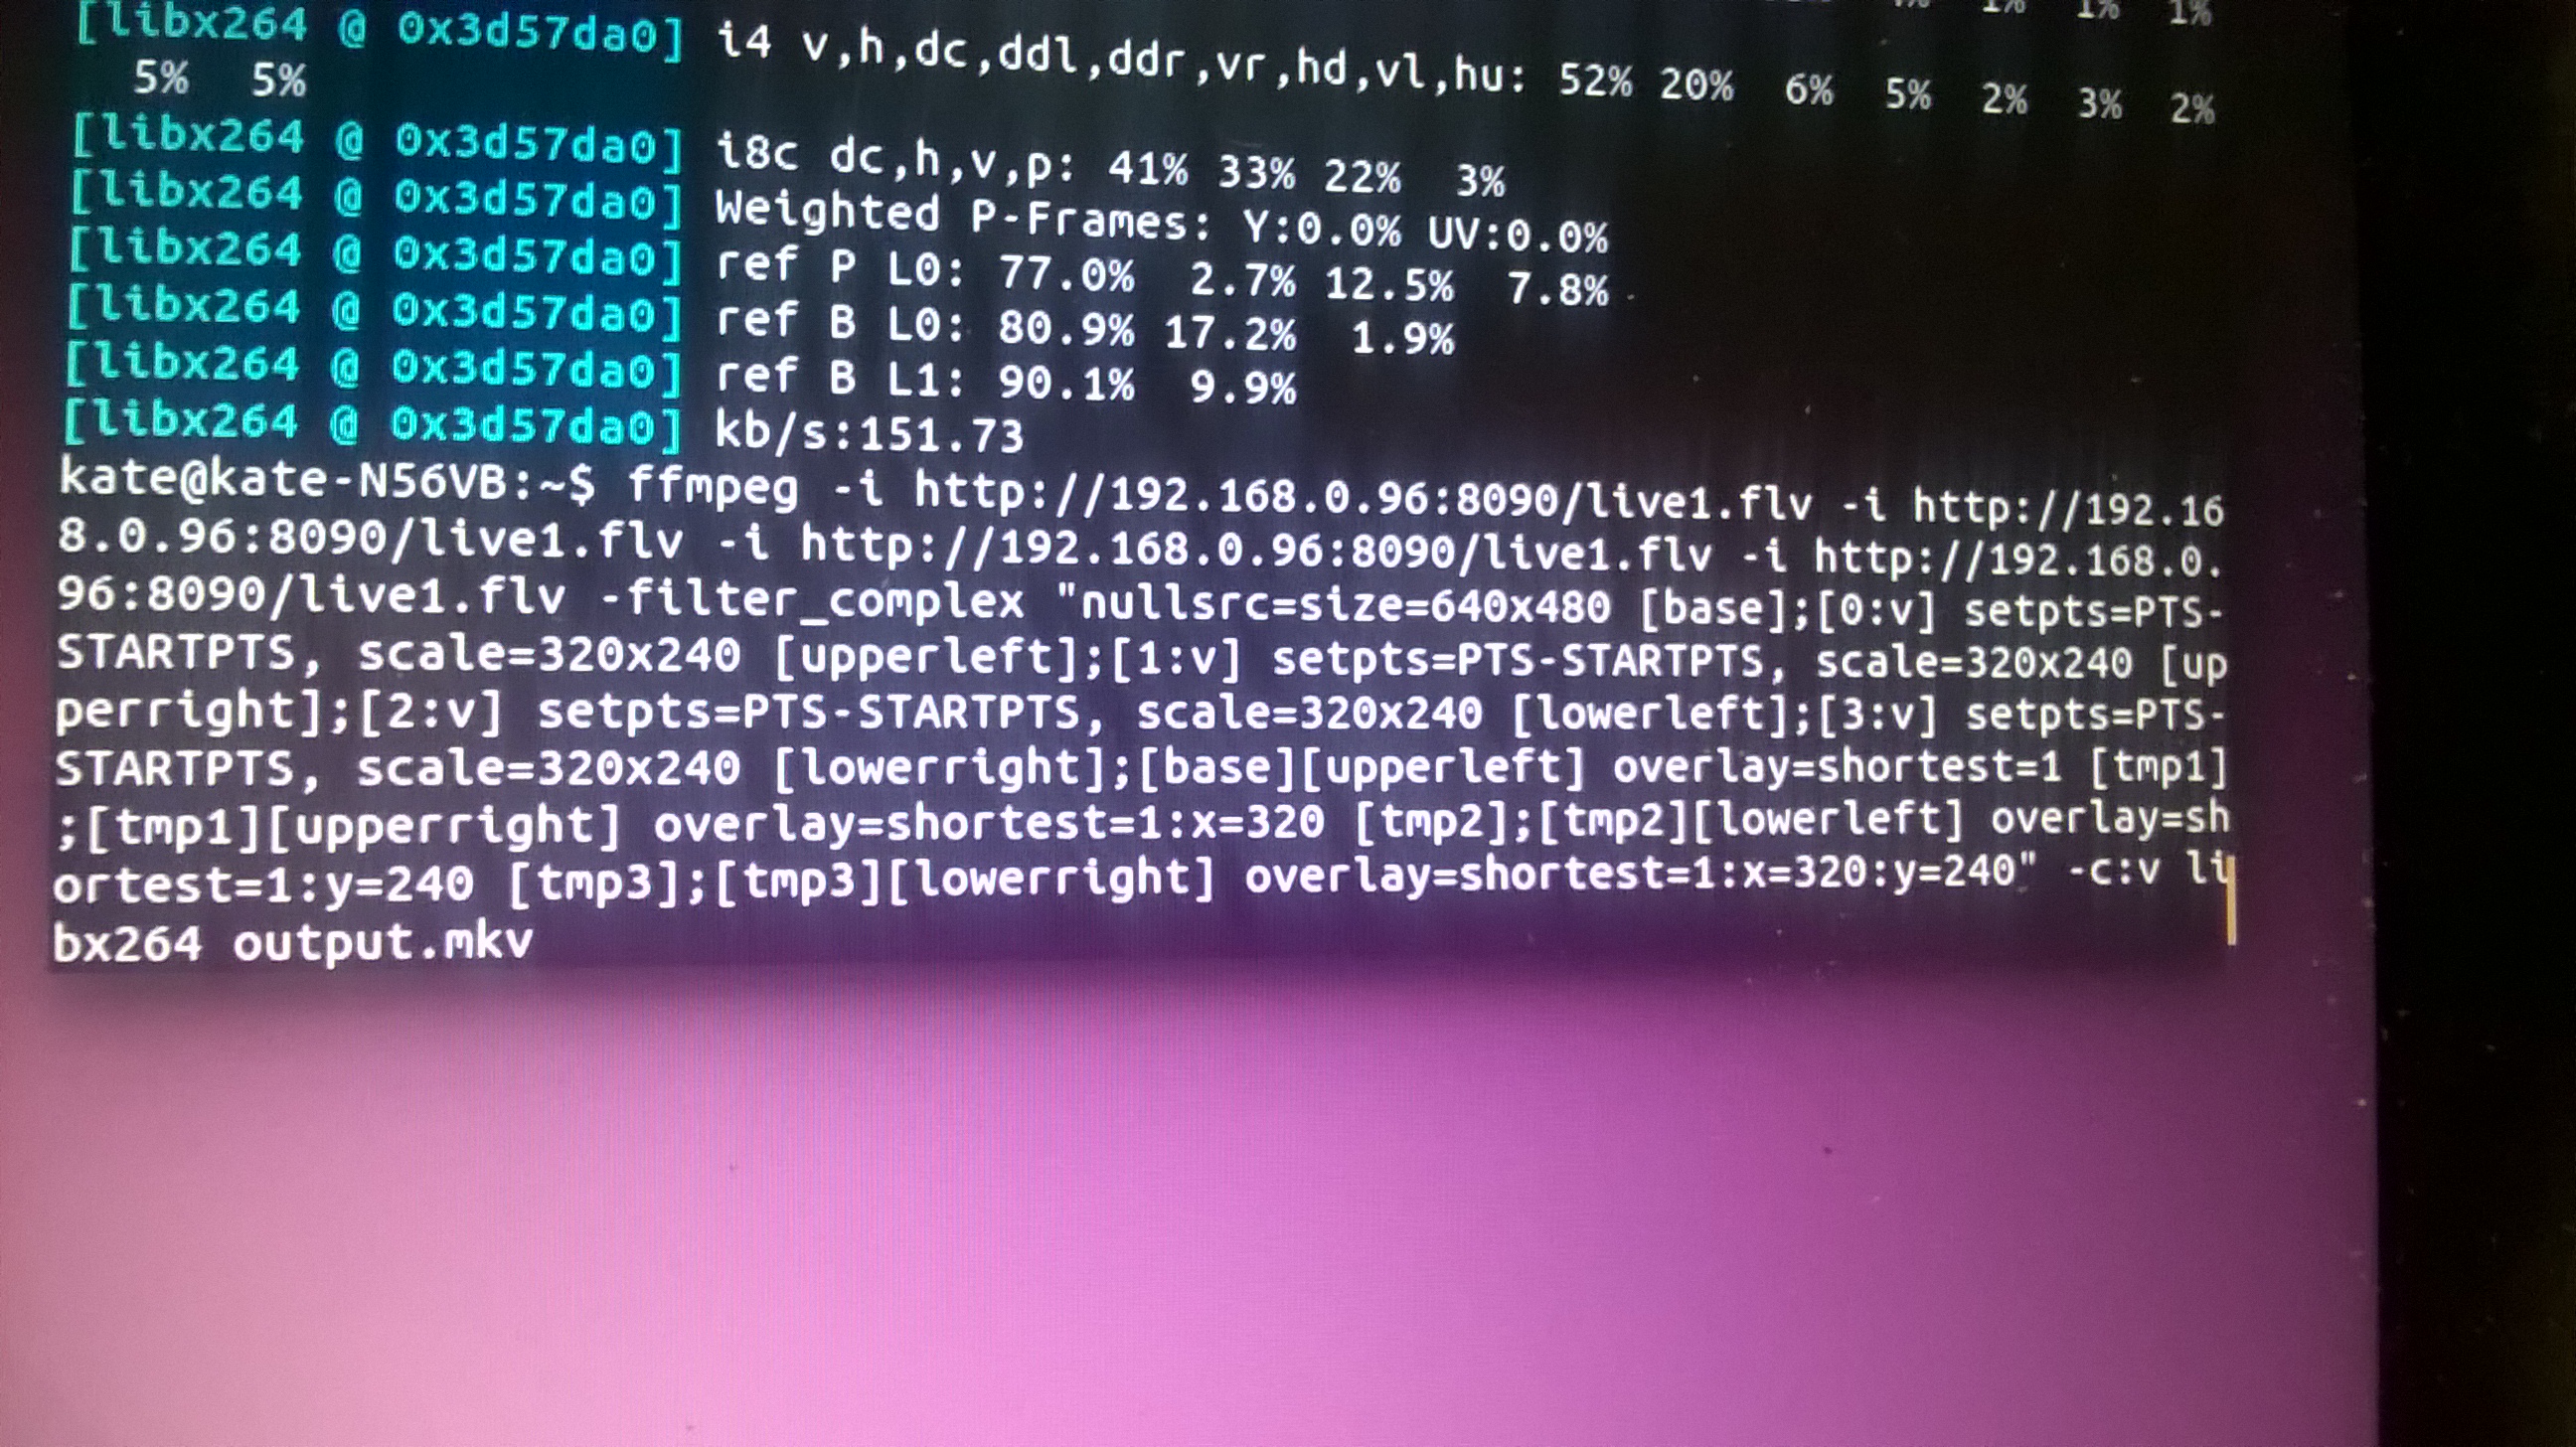 1% 1% 1%
[libx264 @ 0x3d57da0] i4 v,h,dc,ddl,ddr,vr,hd,vl,hu: 52% 20% 6% 5% 2% 3% 2%
5% 5%
[libx264 @ 0x3d57da0] i8c dc,h,v,p: 41% 33% 22% 3%
[libx264 @ 0x3d57da0] Weighted P-Frames: Y:0.0% UV:0.0%
[libx264 @ 0x3d57da0] ref P L0: 77.0% 2.7% 12.5% 7.8%
[libx264 @ 0x3d57da0] ref B L0: 80.9% 17.2% 1.9%
[libx264 @ 0x3d57da0] ref B L1: 90.1% 9.9%
[libx264 @ 0x3d57da0] kb/s:151.73
kate@kate-N56VB:~$ ffmpeg -i http://192.168.0.96:8090/live1.flv -i http://192.16
8.0.96:8090/live1.flv -i http://192.168.0.96:8090/live1.flv -i http://192.168.0.
96:8090/live1.flv -filter_complex "nullsrc=size=640x480 [base];[0:v] setpts=PTS-
STARTPTS, scale=320x240 [upperleft];[1:v] setpts=PTS-STARTPTS, scale=320x240 [up
perright];[2:v] setpts=PTS-STARTPTS, scale=320x240 [lowerleft];[3:v] setpts=PTS-
STARTPTS, scale=320x240 [lowerright];[base][upperleft] overlay=shortest=1 [tmp1]
;[tmp1][upperright] overlay=shortest=1:x=320 [tmp2];[tmp2][lowerleft] overlay=sh
ortest=1:y=240 [tmp3];[tmp3][lowerright] overlay=shortest=1:x=320:y=240" -c:v li
bx264 output.mkv